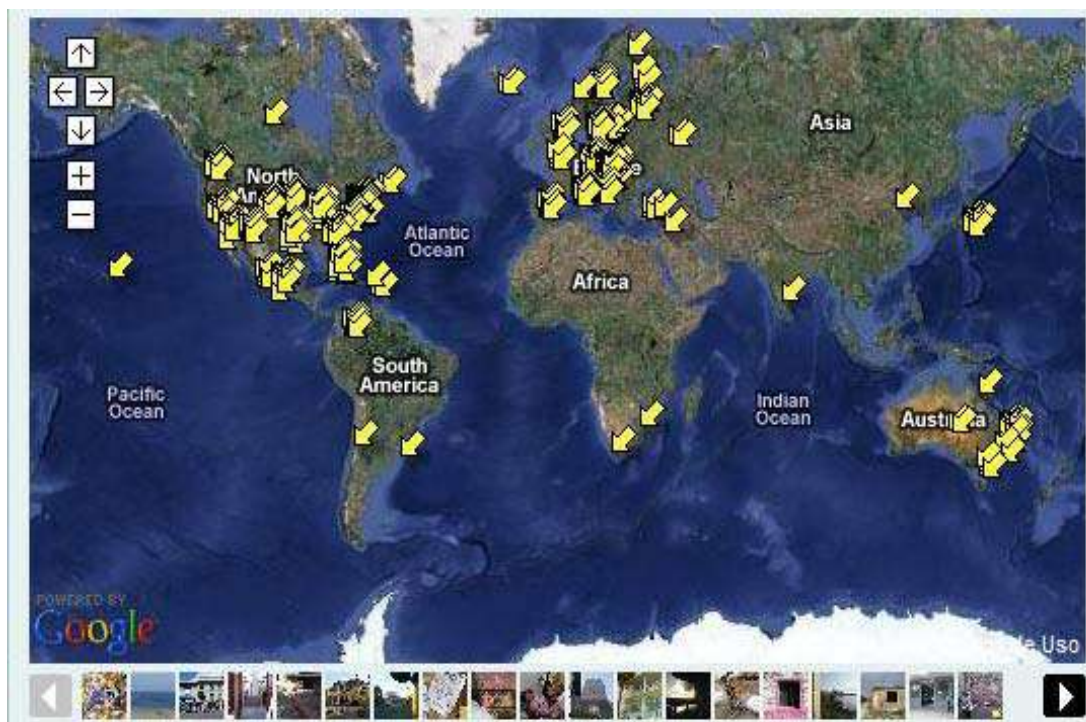 Asia
North
Atlantic
Ocean
Africa
South
America
Pacific
Ocean
Indian
Ocean
POWERED BY
Google
Uso